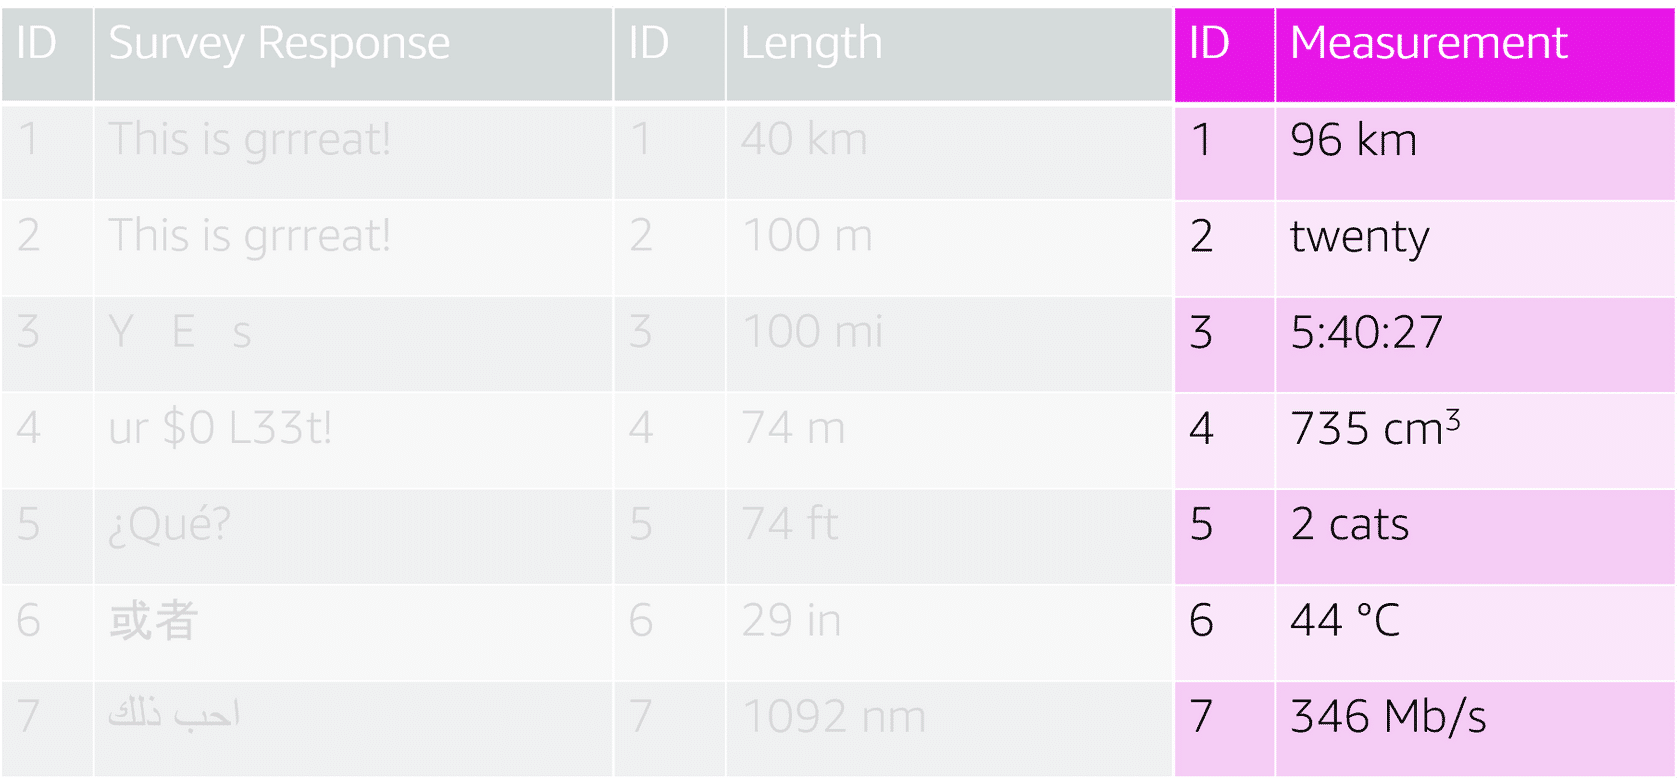 ID Survey Response ID Length ID Measurement
1 This is grrreat! 1 40 km 1 96 km
2 This is grrreat! 2 100 m 2 twenty
3 Y E s 3 100 mi 3 5:40:27
4 ur $0 L33t! 4 74 m 4 735 cm³
5 ¿Qué? 5 74 ft 5 2 cats
6 或者 6 29 in 6 44 °C
7 احب ذلك 7 1092 nm 7 346 Mb/s